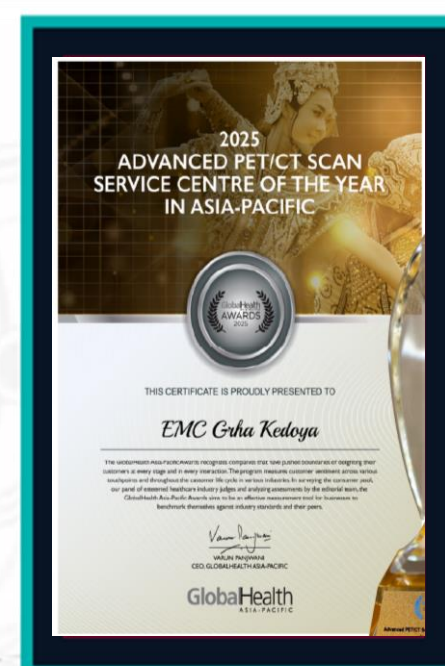 2025
ADVANCED PET/CT SCAN
SERVICE CENTRE OF THE YEAR
IN ASIA-PACIFIC
GlobalHealth
AWARDS
2025
THIS CERTIFICATE IS PROUDLY PRESENTED TO
EMC Grha Kedoya
The GlobalHealth Asia-Pacific Awards recognizes companies that have pushed boundaries of delighting their
customers at every stage and in every interaction. The program measures customer sentiment across various
touchpoints and throughout the customer life cycle in various industries. In surveying the consumer pool,
our panel of esteemed healthcare industry judges and analyzing assessments by the editorial team, the
GlobalHealth Asia-Pacific Awards aims to be an effective measurement tool for businesses to
benchmark themselves against industry standards and their peers.
VARUN PANJWANI
CEO, GLOBALHEALTH ASIA-PACIFIC
GlobalHealth
ASIA-PACIFIC
Advanced PET/CT